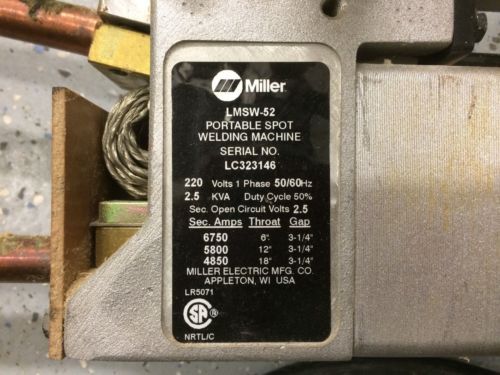 Miller
LMSW-52
PORTABLE SPOT
WELDING MACHINE
SERIAL NO.
LC323146
220 Volts 1 Phase 50/60Hz
2.5 KVA Duty Cycle 50%
Sec. Open Circuit Volts 2.5
Sec. Amps Throat Gap
6750 6" 3-1/4"
5800 12" 3-1/4"
4850 18" 3-1/4"
MILLER ELECTRIC MFG. CO.
APPLETON, WI USA
LR5071
SA
NRTL/C